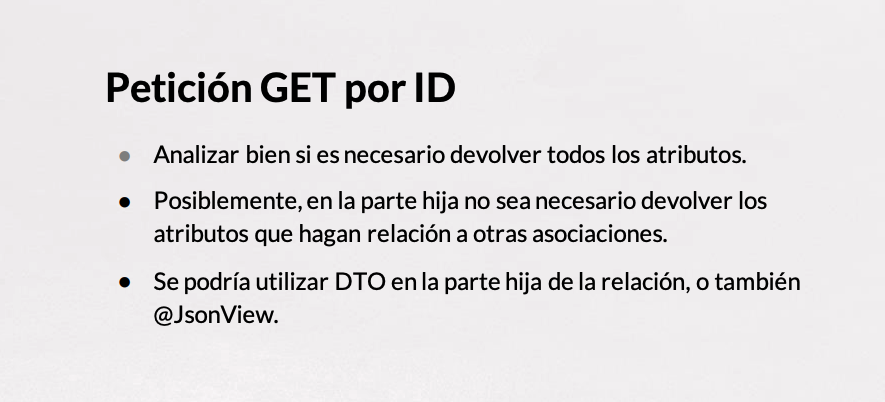 Petición GET por ID
● Analizar bien si es necesario devolver todos los atributos.
● Posiblemente, en la parte hija no sea necesario devolver los
atributos que hagan relación a otras asociaciones.
● Se podría utilizar DTO en la parte hija de la relación, o también
@JsonView.